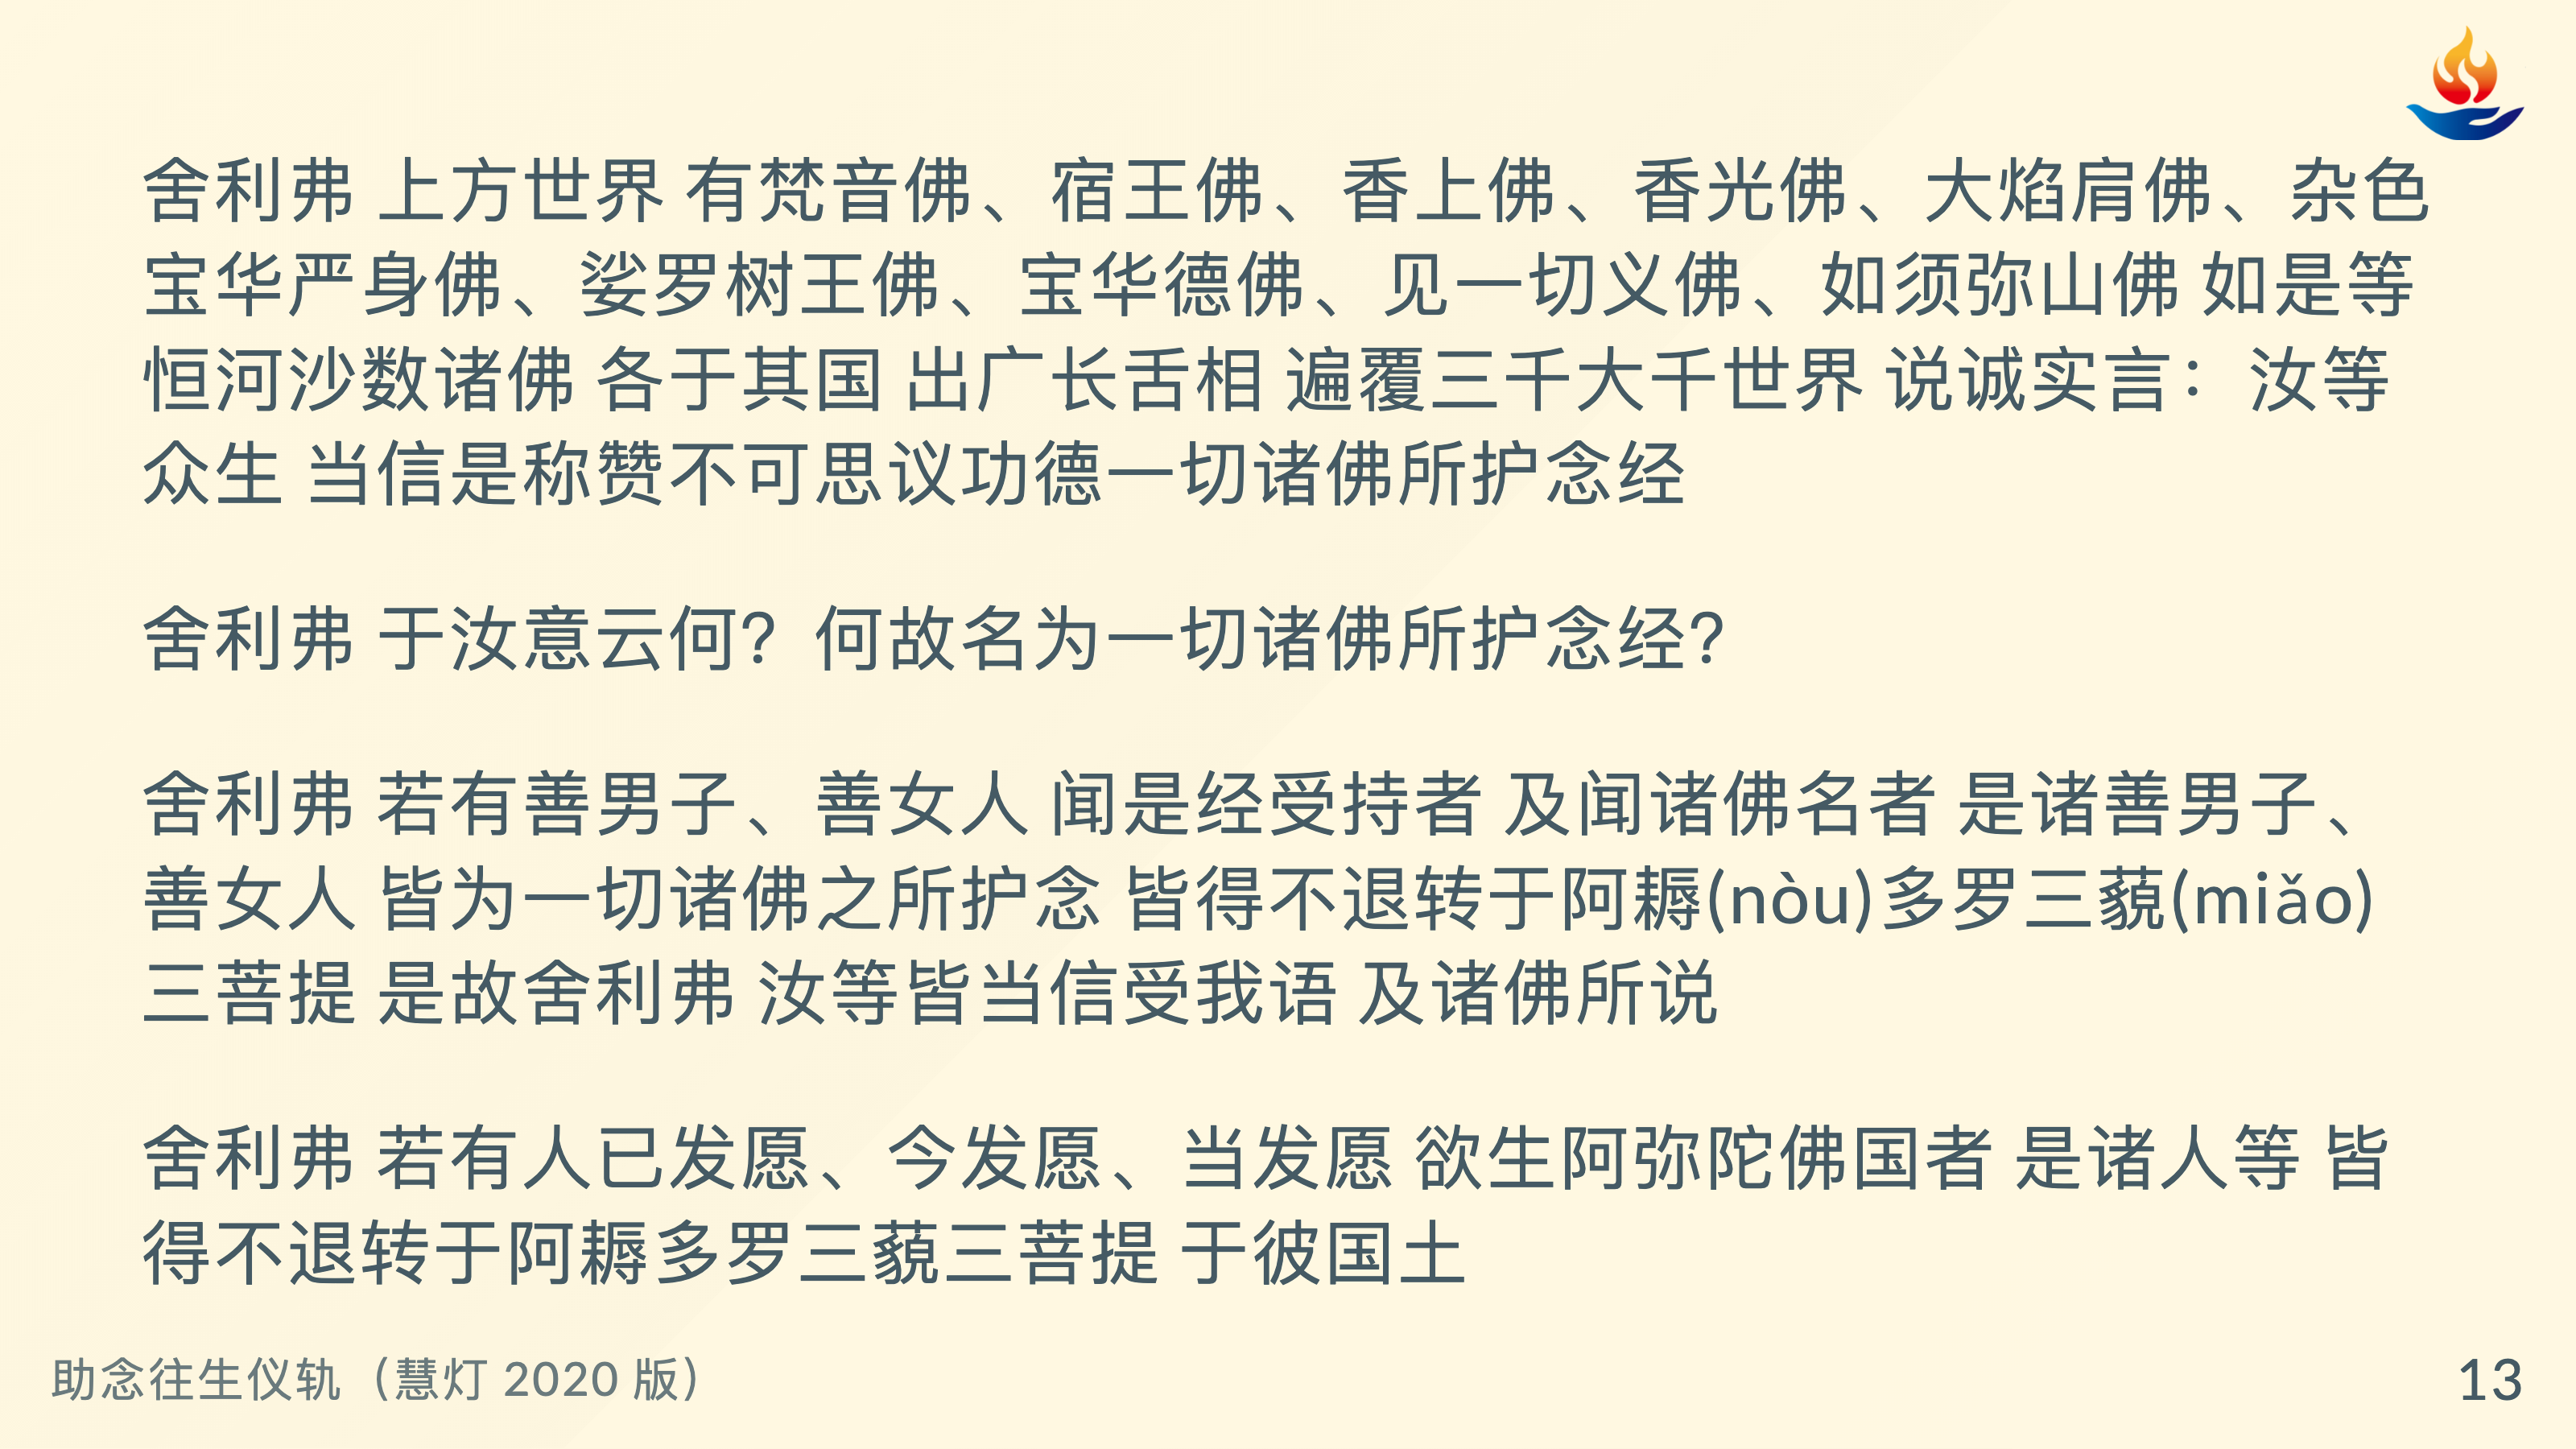 舍利弗 上方世界 有梵音佛、宿王佛、香上佛、香光佛、大焰肩佛、杂色
宝华严身佛、娑罗树王佛、宝华德佛、见一切义佛、如须弥山佛 如是等
恒河沙数诸佛 各于其国 出广长舌相 遍覆三千大千世界 说诚实言：汝等
众生 当信是称赞不可思议功德一切诸佛所护念经
舍利弗 于汝意云何？何故名为一切诸佛所护念经？
舍利弗 若有善男子、善女人 闻是经受持者 及闻诸佛名者 是诸善男子、
善女人 皆为一切诸佛之所护念 皆得不退转于阿耨(nòu)多罗三藐(miǎo)
三菩提 是故舍利弗 汝等皆当信受我语 及诸佛所说
舍利弗 若有人已发愿、今发愿、当发愿 欲生阿弥陀佛国者 是诸人等 皆
得不退转于阿耨多罗三藐三菩提 于彼国土
助念往生仪轨（慧灯 2020 版）
13